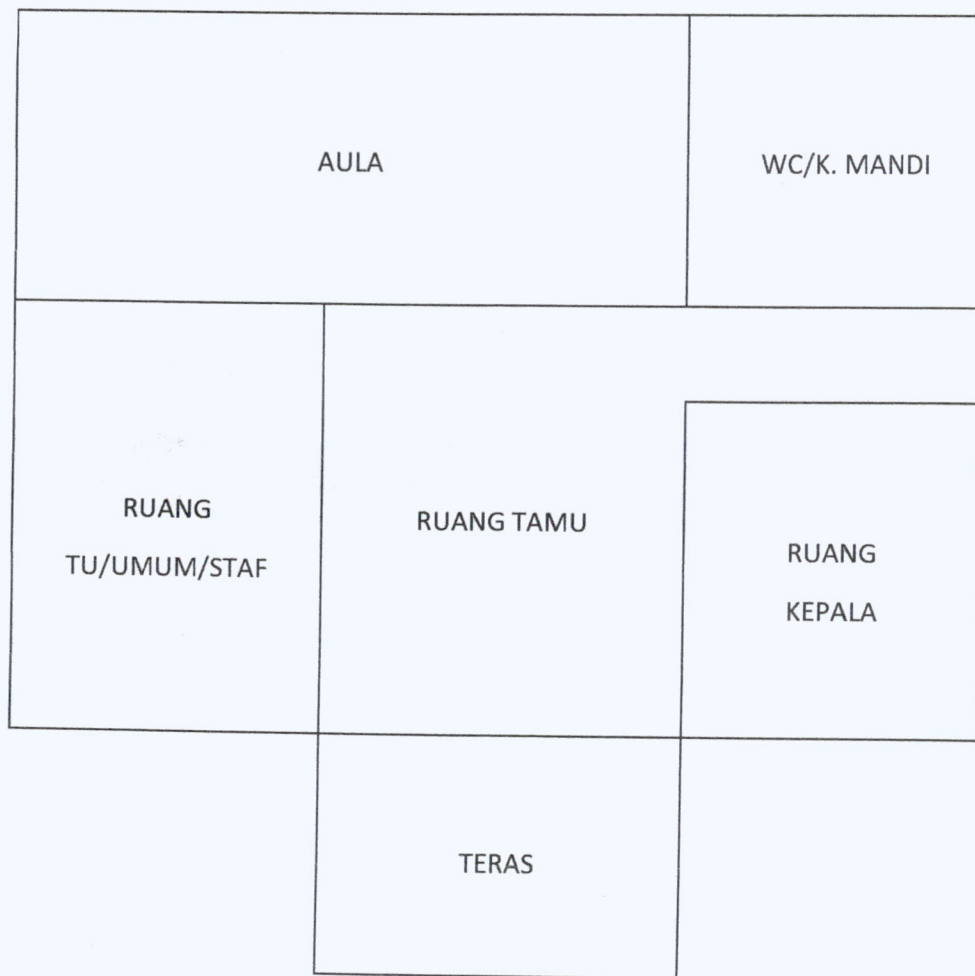 AULA
WC/K. MANDI
RUANG
TU/UMUM/STAF
RUANG TAMU
RUANG
KEPALA
TERAS